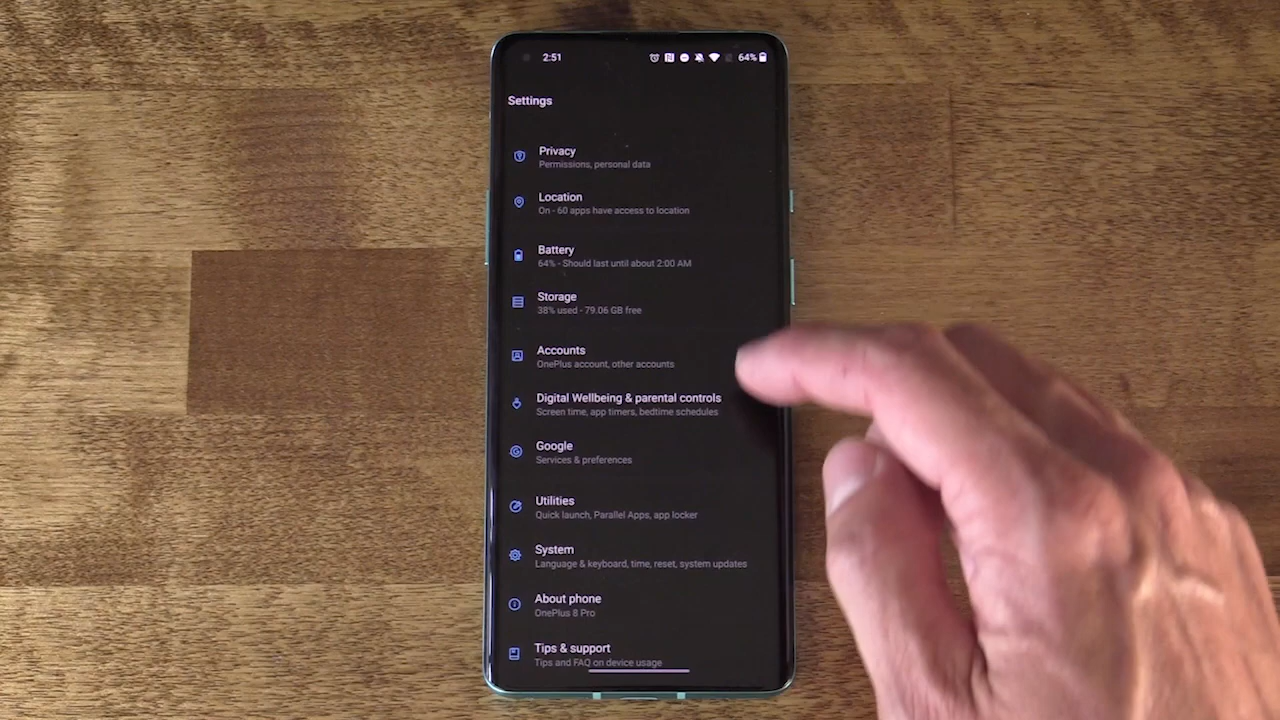 2:51 64%
Settings
Privacy
Permissions, personal data
Location
On - 60 apps have access to location
Battery
64% - Should last until about 2:00 AM
Storage
38% used - 79.06 GB free
Accounts
OnePlus account, other accounts
Digital Wellbeing & parental controls
Screen time, app timers, bedtime schedules
Google
Services & preferences
Utilities
Quick launch, Parallel Apps, app locker
System
Language & keyboard, time, reset, system updates
About phone
OnePlus 8 Pro
Tips & support
Tips and FAQ on device usage